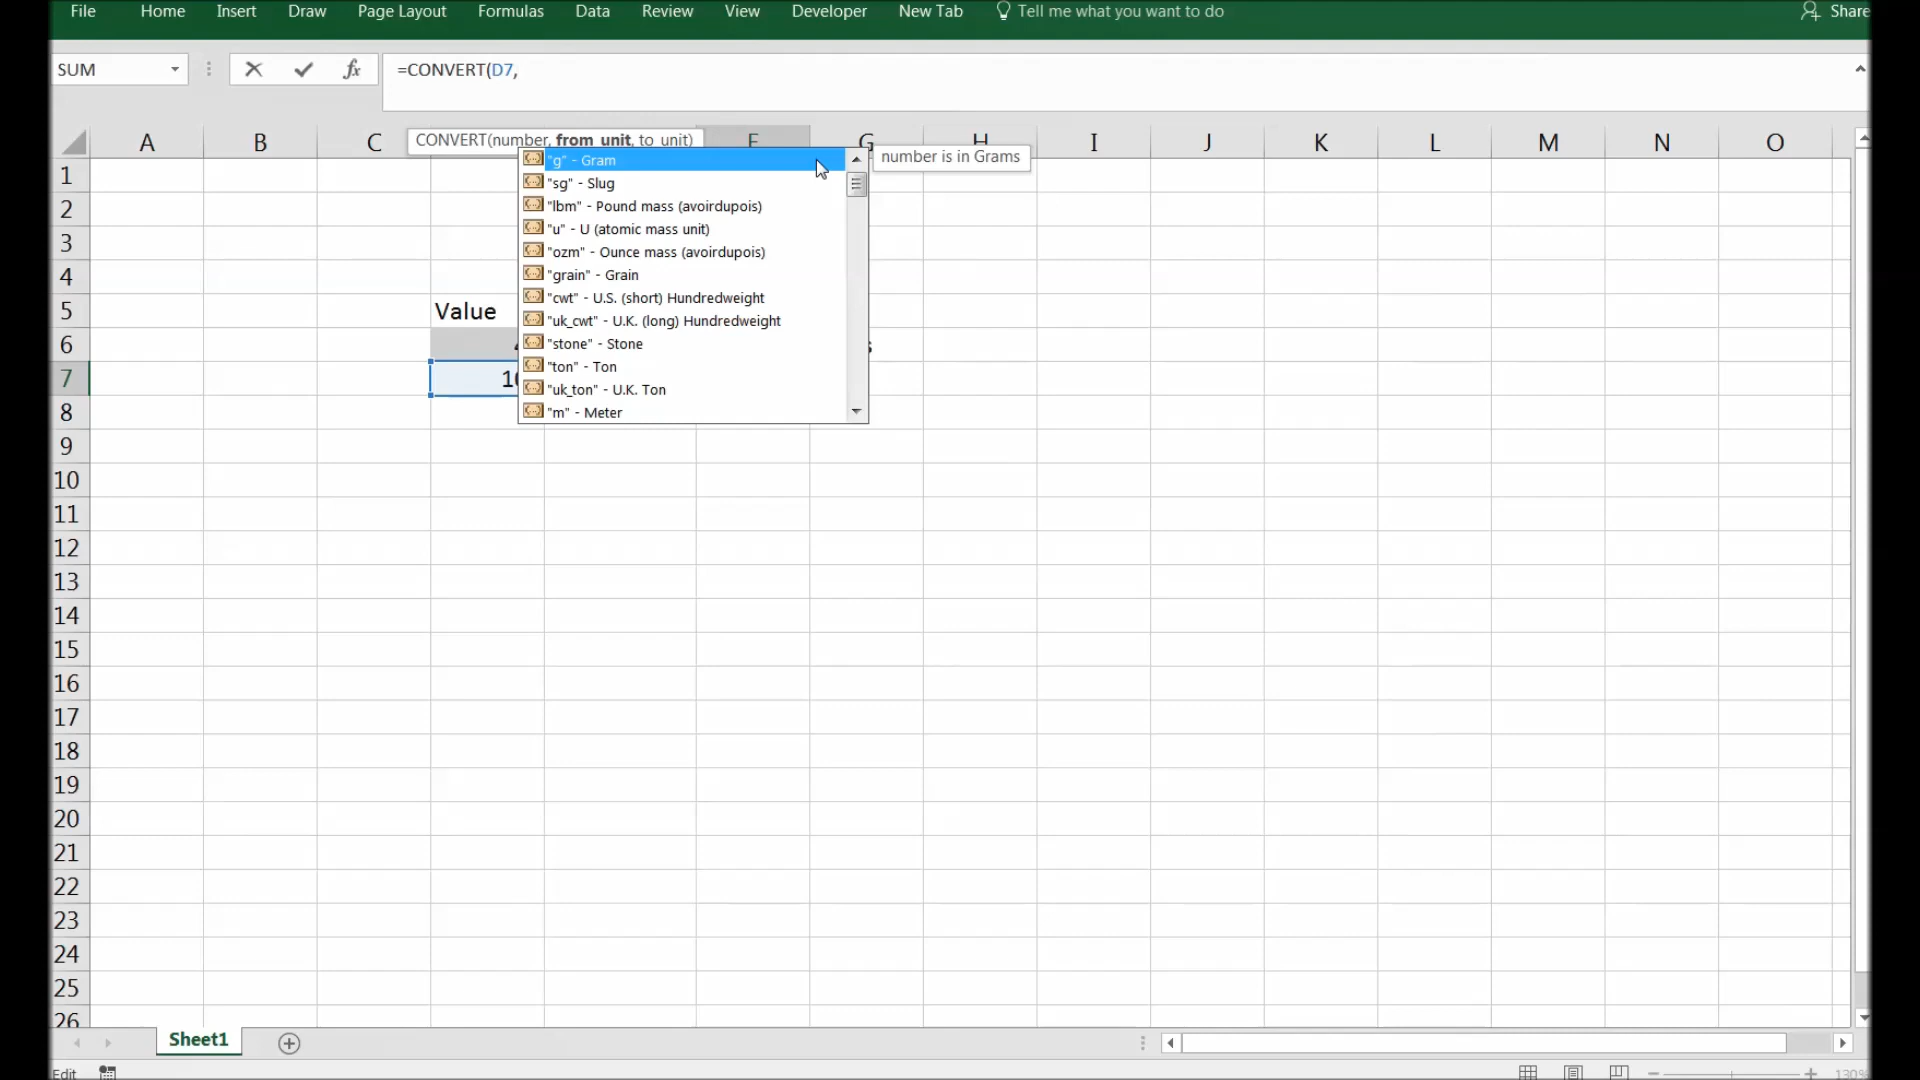 File Home Insert Draw Page Layout Formulas Data Review View Developer New Tab Tell me what you want to do Share
SUM fx =CONVERT(D7,
A B C F G H I J K L M N O
CONVERT(number, from_unit, to_unit)
"g" - Gram
number is in Grams
"sg" - Slug
"lbm" - Pound mass (avoirdupois)
"u" - U (atomic mass unit)
"ozm" - Ounce mass (avoirdupois)
"grain" - Grain
"cwt" - U.S. (short) Hundredweight
"uk_cwt" - U.K. (long) Hundredweight
"stone" - Stone
"ton" - Ton
"uk_ton" - U.K. Ton
"m" - Meter
1
2
3
4
5 Value
6
7
8
9
10
11
12
13
14
15
16
17
18
19
20
21
22
23
24
25
26
Sheet1
Edit 130%